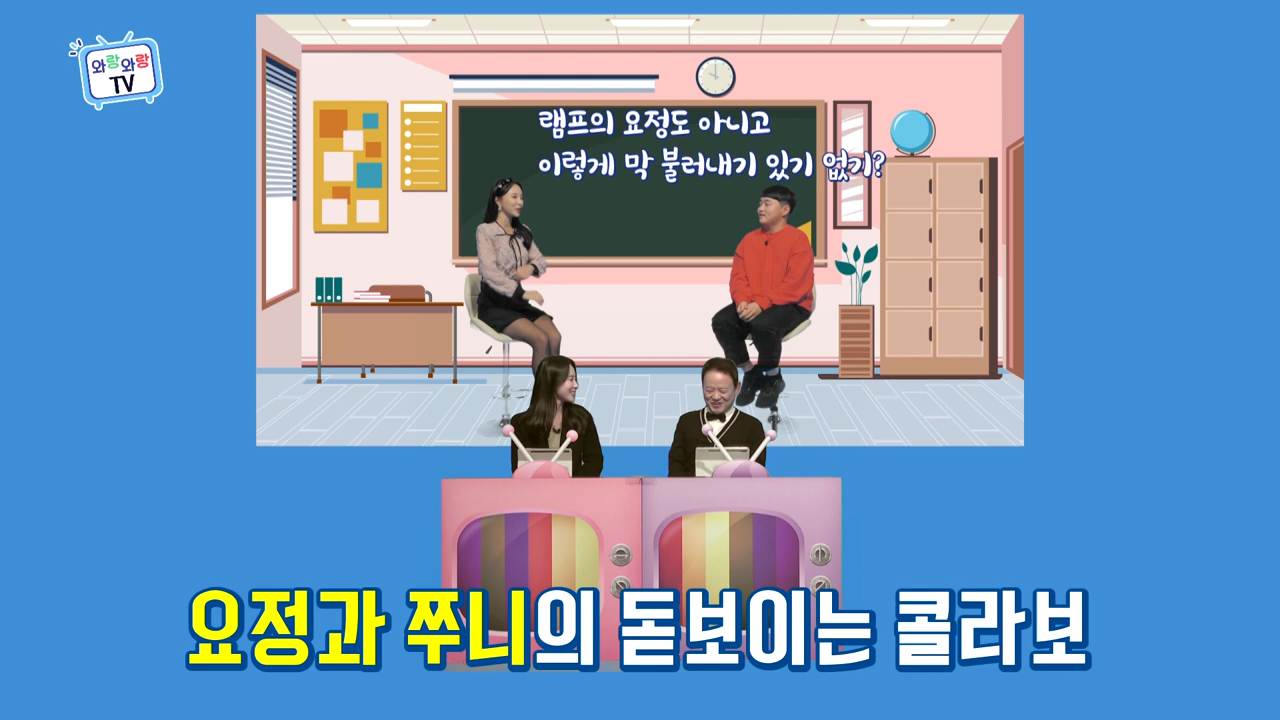 와랑와랑
TV
램프의 요정도 아니고
이렇게 막 불러내기 있기 없기?
요정과 쭈니의 돋보이는 콜라보